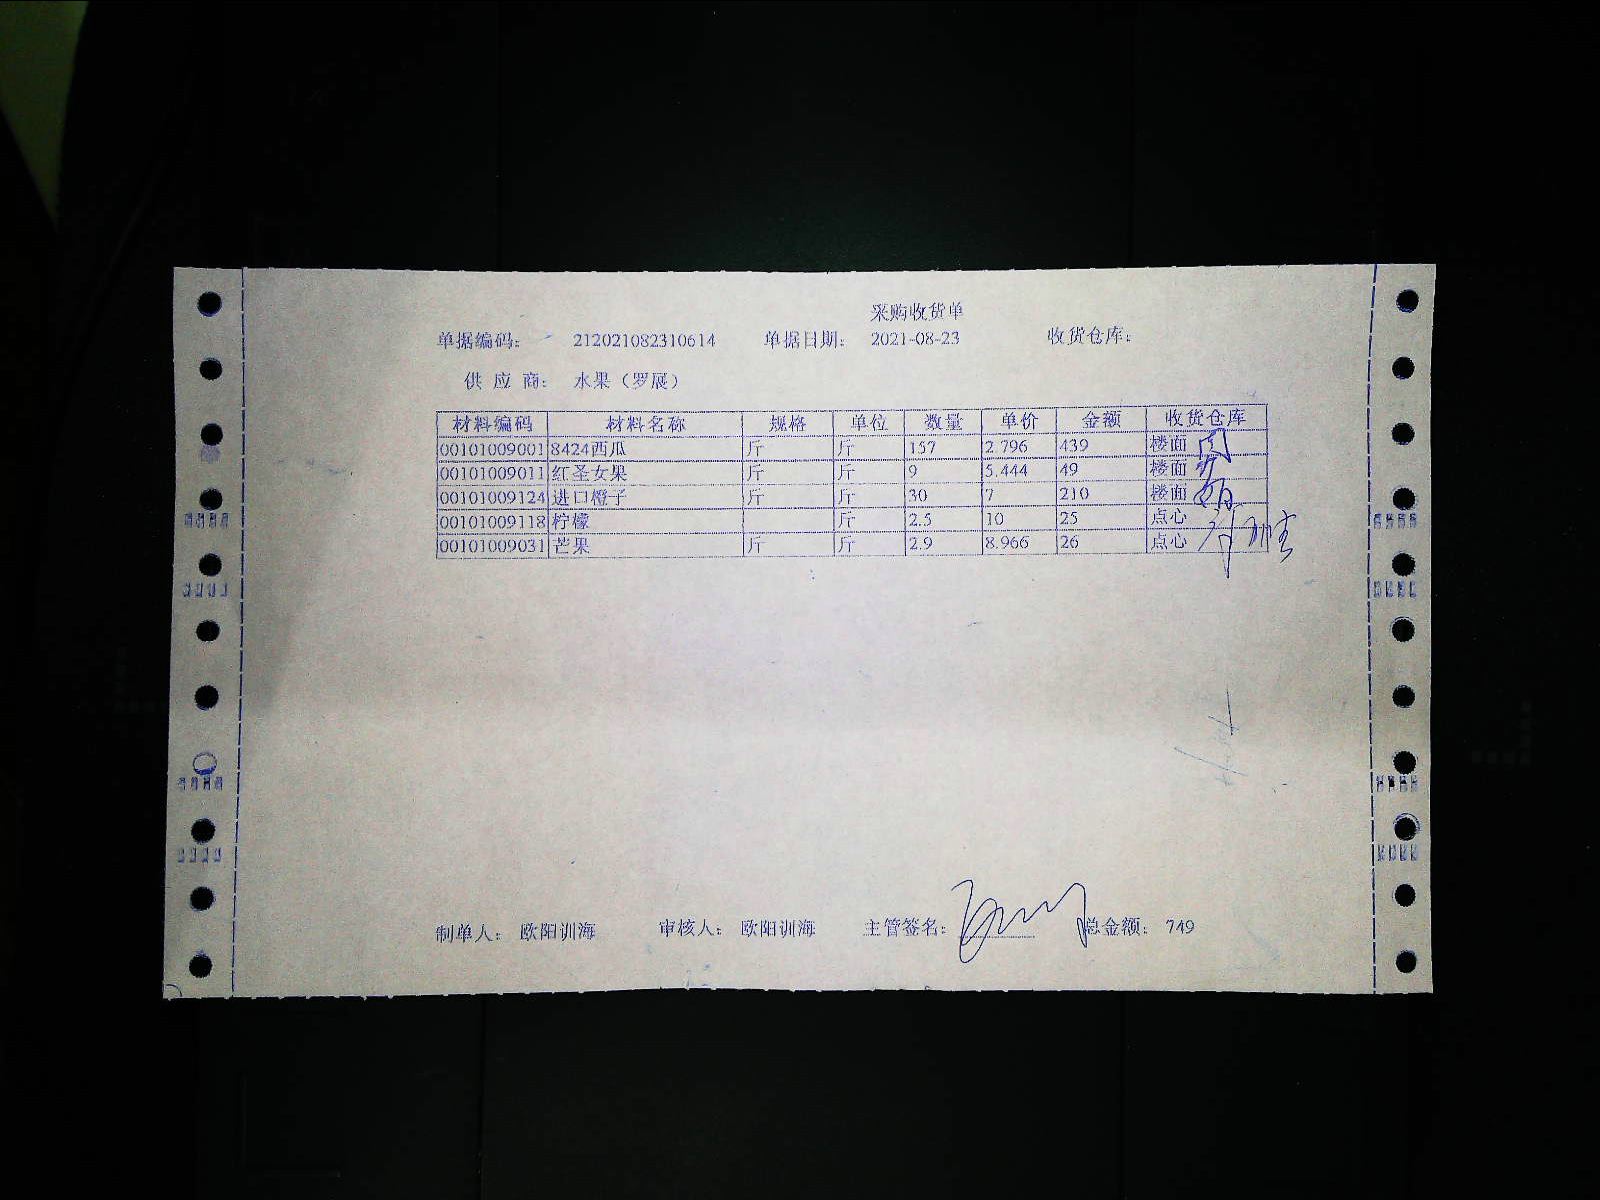 采购收货单
单据编码： 212021082310614 单据日期： 2021-08-23 收货仓库：
供 应 商： 水果（罗展）
材料编码 材料名称 规格 单位 数量 单价 金额 收货仓库
00101009001 8424西瓜 斤 斤 157 2.796 439 楼面
00101009011 红圣女果 斤 斤 9 5.444 49 楼面
00101009124 进口橙子 斤 斤 30 7 210 楼面
00101009118 柠檬 斤 2.5 10 25 点心
00101009031 芒果 斤 斤 2.9 8.966 26 点心
制单人： 欧阳训海 审核人： 欧阳训海 主管签名： 总金额： 749